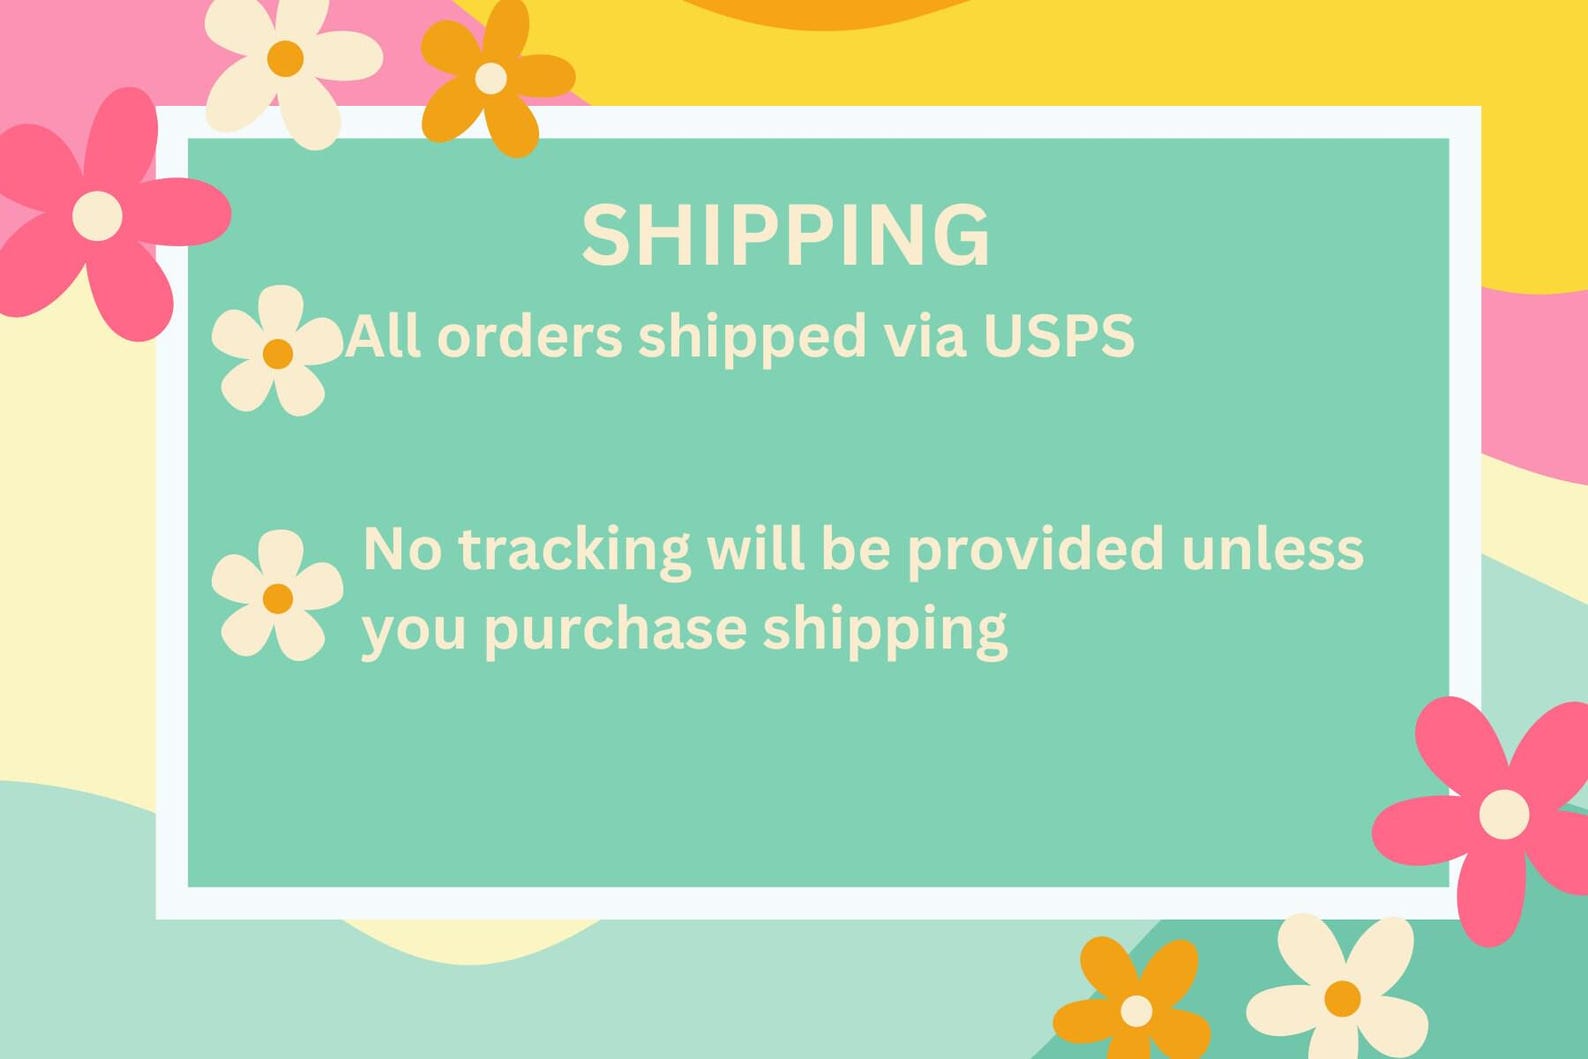 SHIPPING
All orders shipped via USPS
No tracking will be provided unless
you purchase shipping